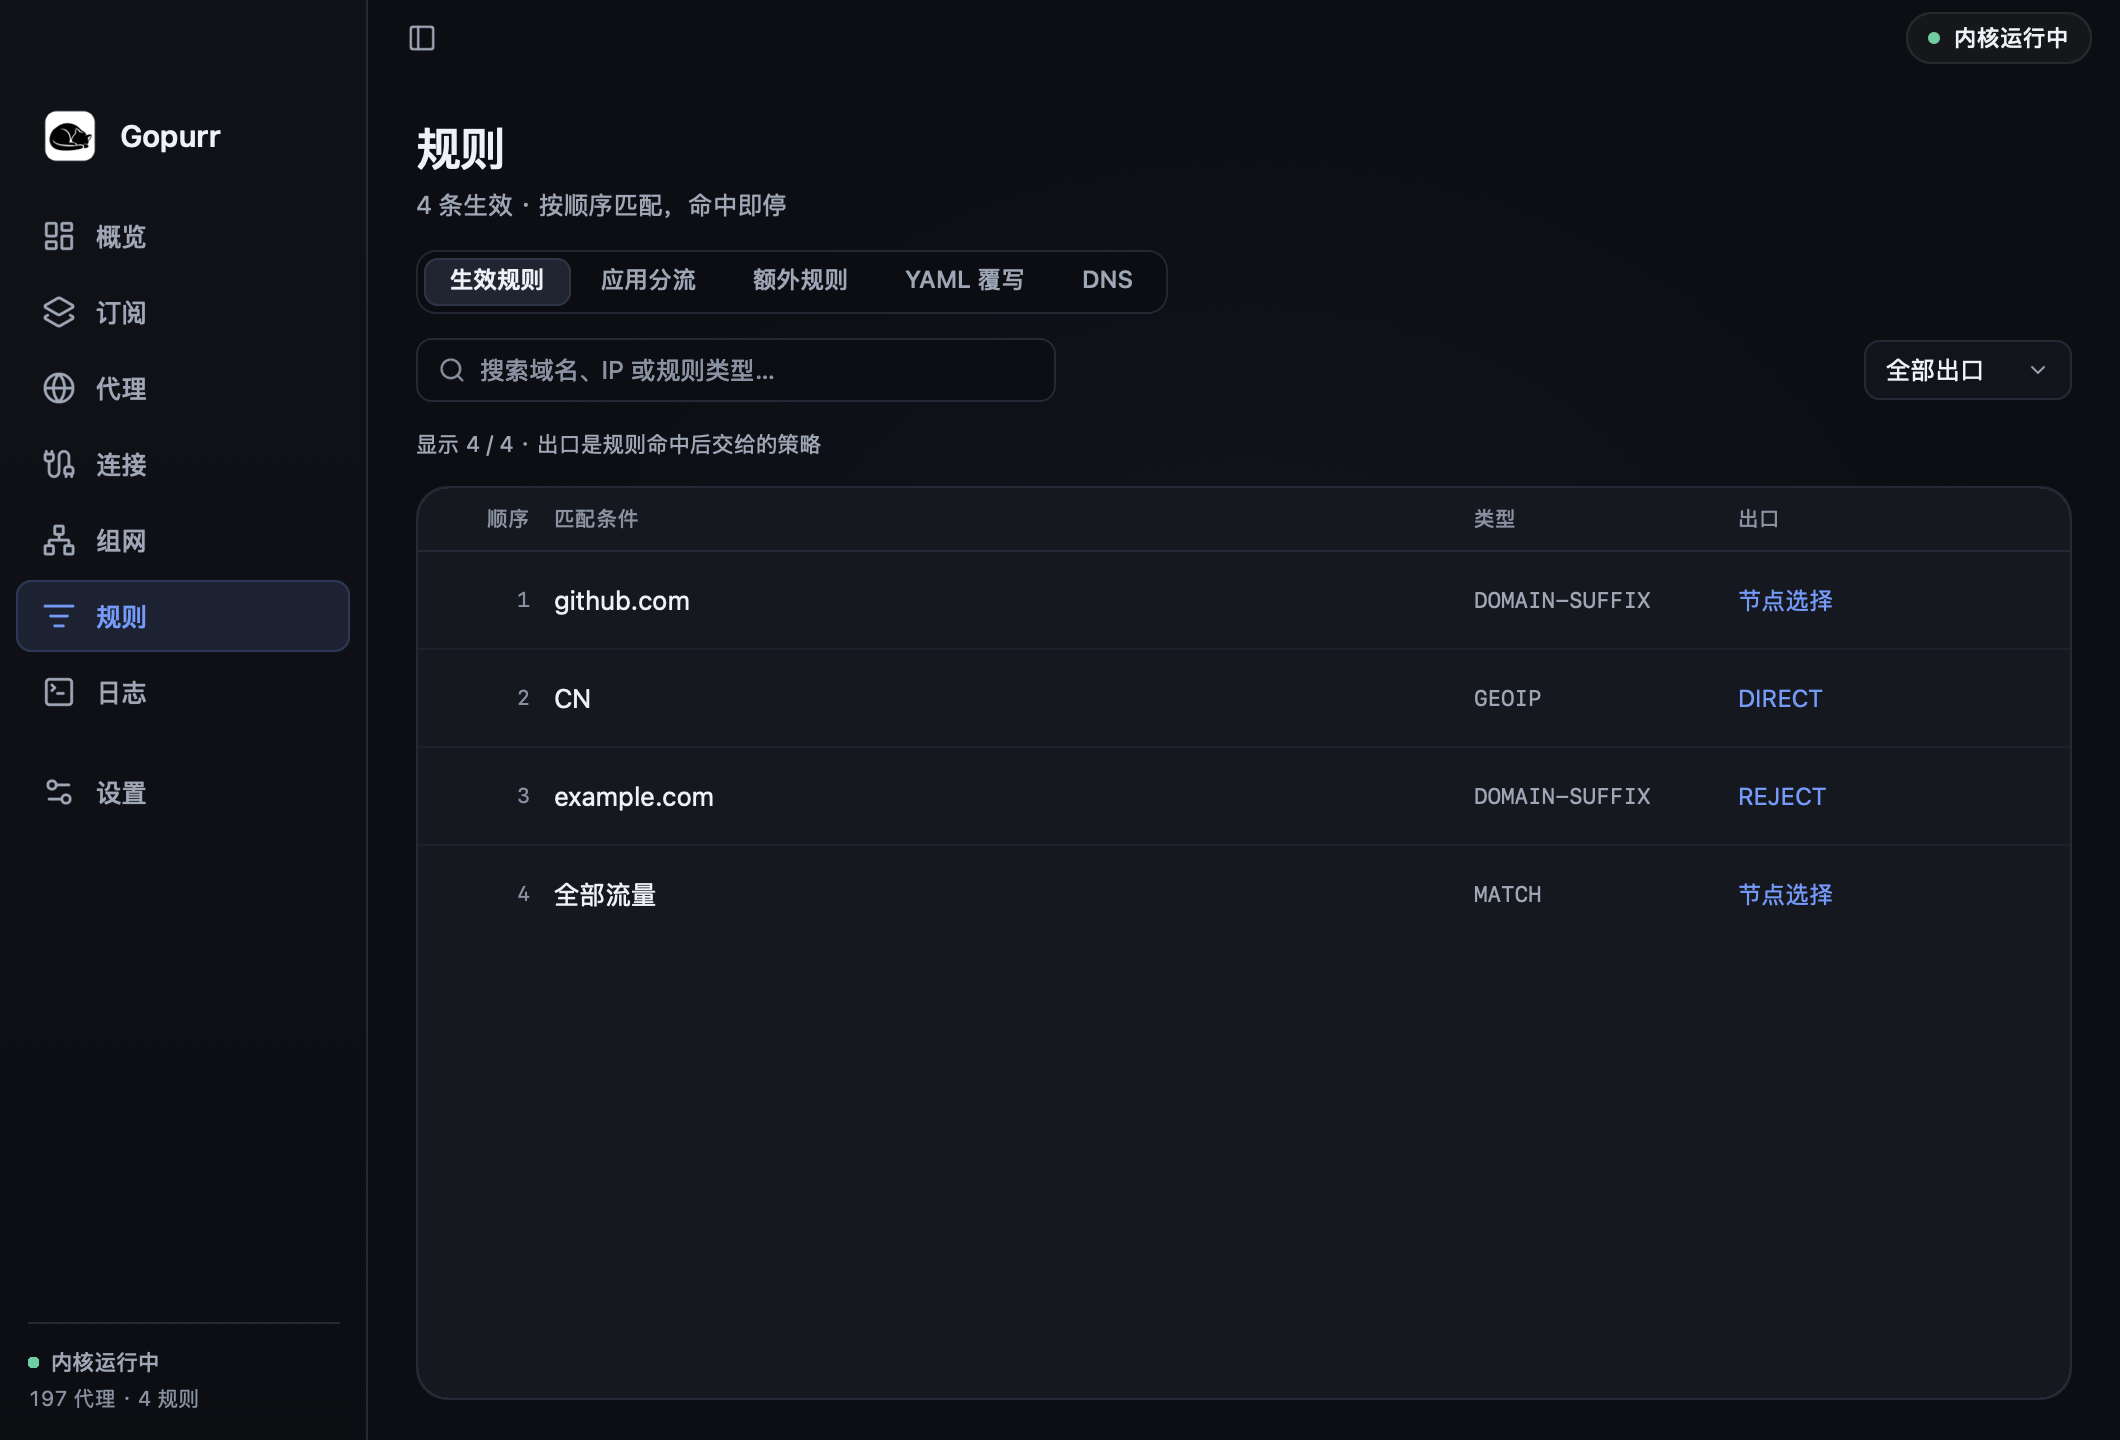 内核运行中
Gopurr
概览
订阅
代理
连接
组网
规则
日志
设置
内核运行中
197 代理 · 4 规则
规则
4 条生效 · 按顺序匹配，命中即停
生效规则 应用分流 额外规则 YAML 覆写 DNS
搜索域名、IP 或规则类型...
全部出口
显示 4 / 4 · 出口是规则命中后交给的策略
顺序 匹配条件 类型 出口
1 github.com DOMAIN-SUFFIX 节点选择
2 CN GEOIP DIRECT
3 example.com DOMAIN-SUFFIX REJECT
4 全部流量 MATCH 节点选择